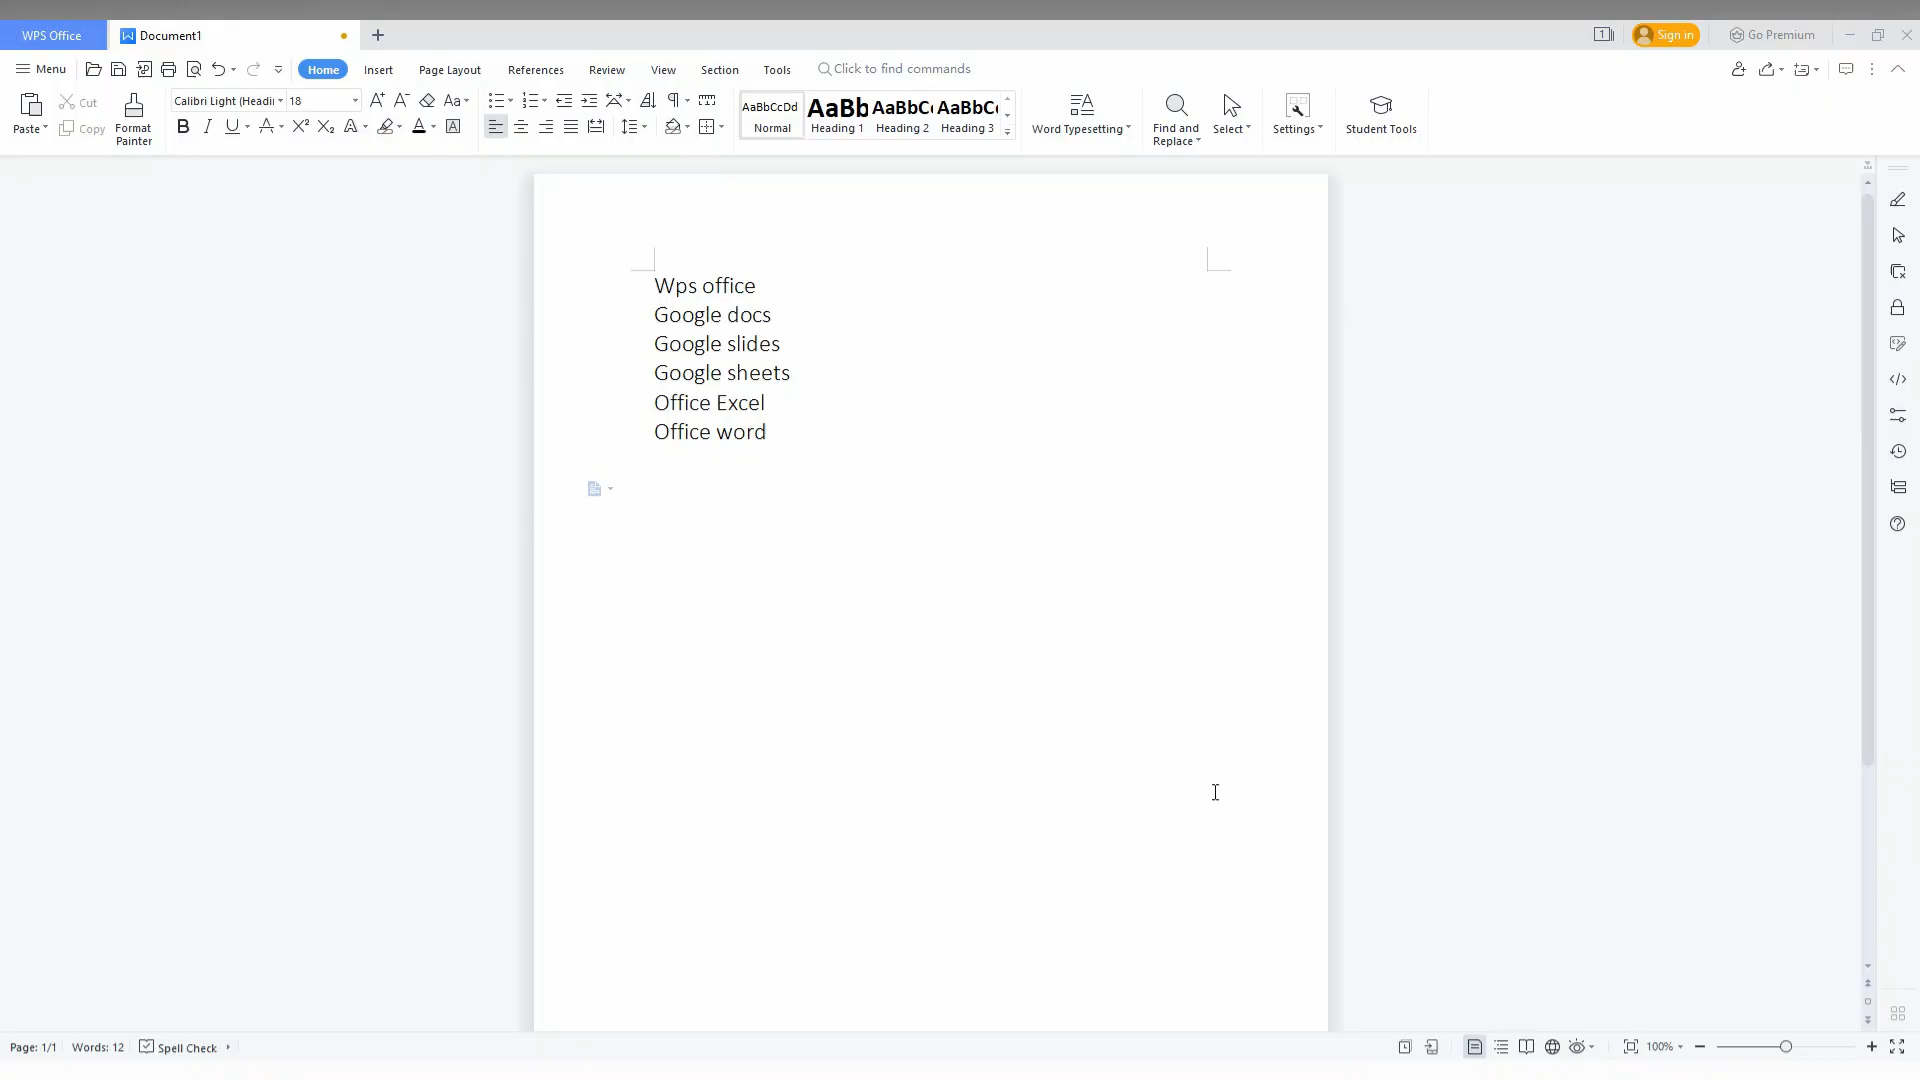 WPS Office
Document1
1
Sign in
Go Premium
Menu
Home
Insert
Page Layout
References
Review
View
Section
Tools
Click to find commands
Paste
Cut
Copy
Format
Painter
Calibri Light (Headi
18
AaBbCcDd
Normal
AaBb
Heading 1
AaBbC
Heading 2
AaBbC
Heading 3
Word Typesetting
Find and
Replace
Select
Settings
Student Tools
Wps office
Google docs
Google slides
Google sheets
Office Excel
Office word
Page: 1/1
Words: 12
Spell Check
100%